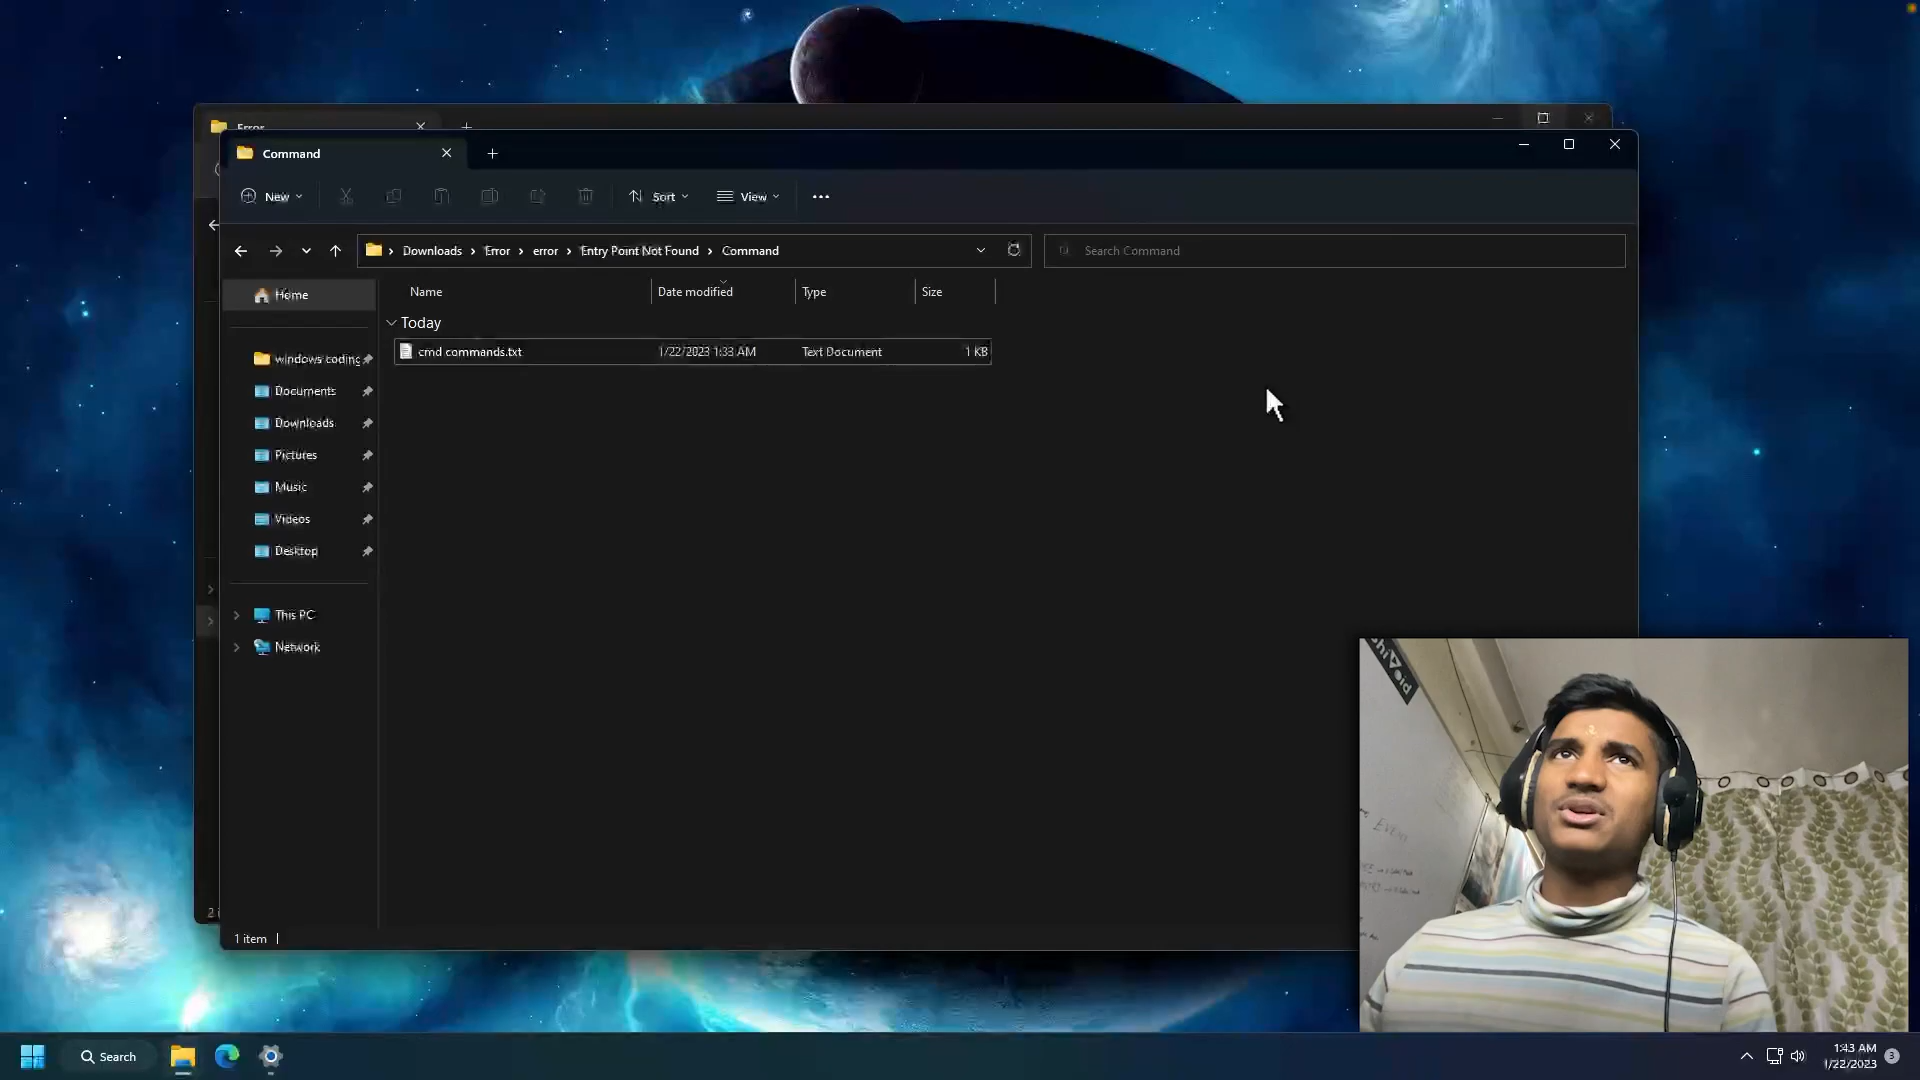 Error
Command
New
Sort
View
Downloads > Error > error > Entry Point Not Found > Command
Search Command
Home
Name
Date modified
Type
Size
Today
cmd commands.txt
1/22/2023 1:33 AM
Text Document
1 KB
windows coding
Documents
Downloads
Pictures
Music
Videos
Desktop
This PC
Network
1 item
Search
1:43 AM
1/22/2023
3